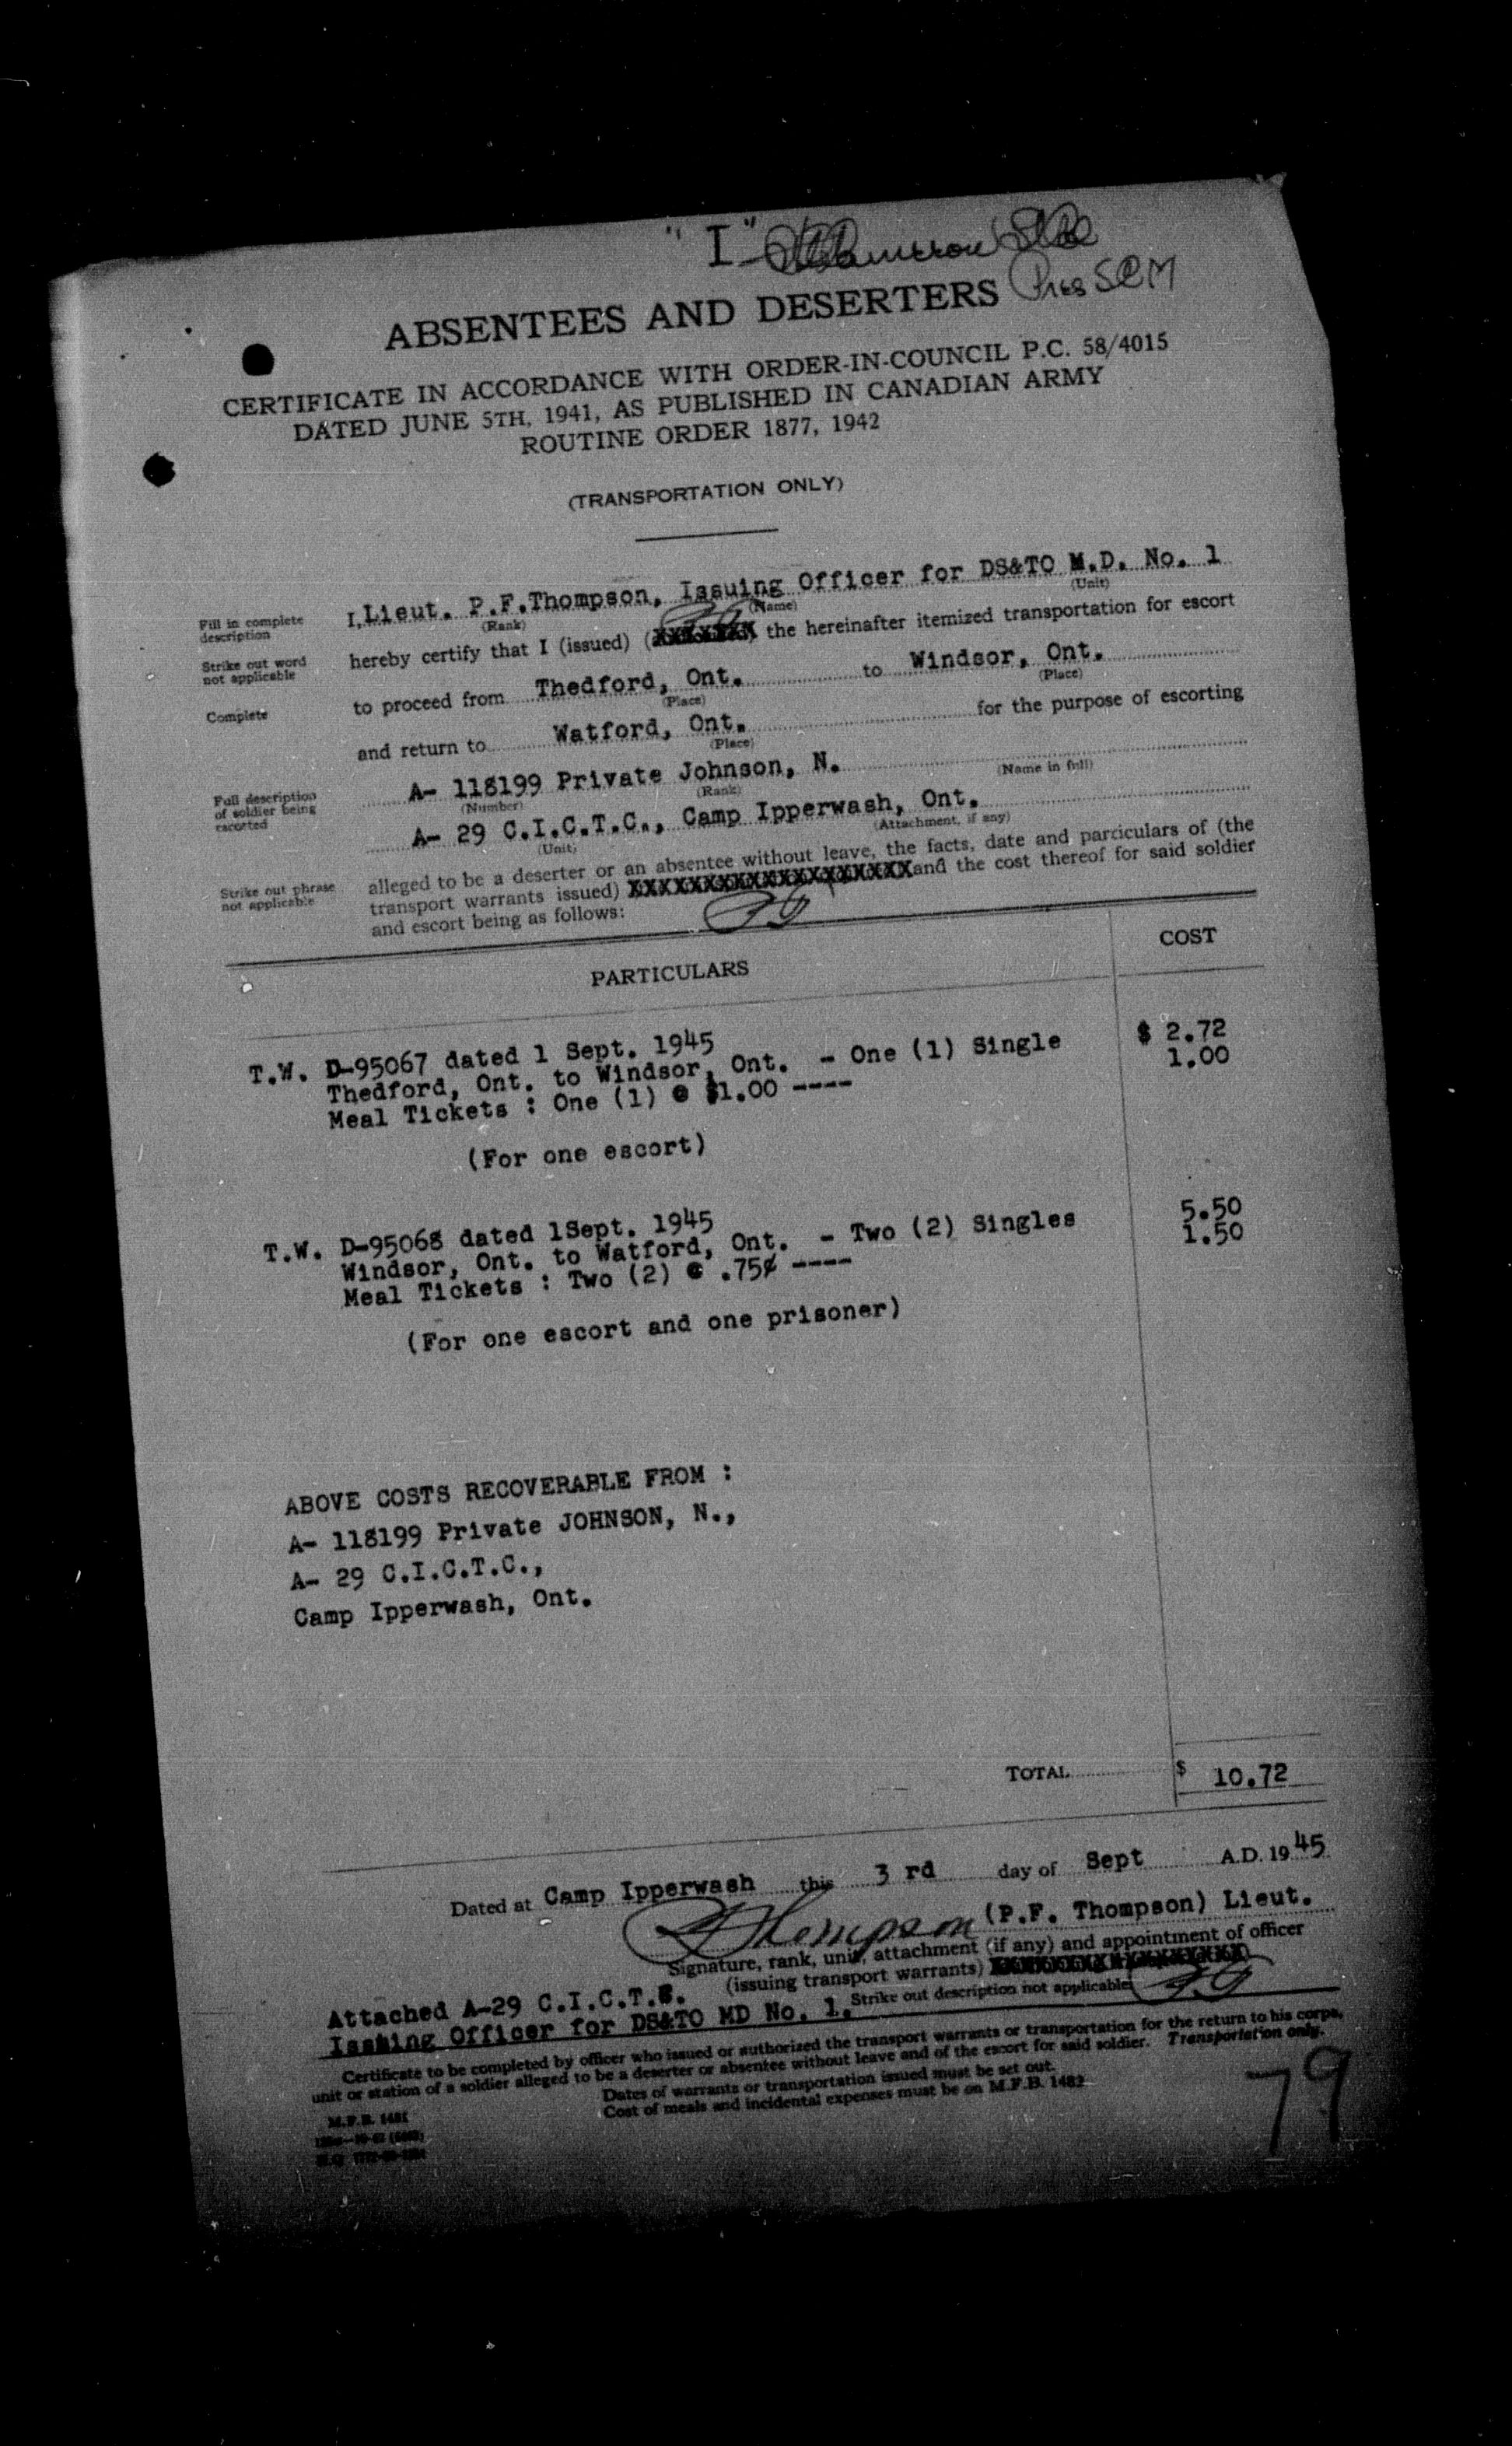 "I"
Pres SCM
ABSENTEES AND DESERTERS
CERTIFICATE IN ACCORDANCE WITH ORDER-IN-COUNCIL P.C. 58/4015
DATED JUNE 5TH, 1941, AS PUBLISHED IN CANADIAN ARMY
ROUTINE ORDER 1877, 1942
(TRANSPORTATION ONLY)
Fill in complete description
I, Lieut. P.F.Thompson, Issuing Officer for DS&TO M.D. No. 1
(Rank) (Name) (Unit)
Strike out word not applicable
hereby certify that I (issued) (XXXXXXX the hereinafter itemized transportation for escort
Complete
to proceed from Thedford, Ont. to Windsor, Ont.
(Place) (Place)
and return to Watford, Ont. for the purpose of escorting
(Place)
Full description of soldier being escorted
A- 118199 Private Johnson, N.
(Number) (Rank) (Name in full)
A- 29 C.I.C.T.C., Camp Ipperwash, Ont.
(Unit) (Attachment, if any)
Strike out phrase not applicable
alleged to be a deserter or an absentee without leave, the facts, date and particulars of (the
transport warrants issued) XXXXXXXXXXXXXXXXXXXX and the cost thereof for said soldier
and escort being as follows:
PARTICULARS COST
T.W. D-95067 dated 1 Sept. 1945
Thedford, Ont. to Windsor, Ont. - One (1) Single $ 2.72
Meal Tickets : One (1) @ $1.00 ---- 1.00
(For one escort)
T.W. D-95068 dated 1Sept. 1945
Windsor, Ont. to Watford, Ont. - Two (2) Singles 5.50
Meal Tickets : Two (2) @ .75¢ ---- 1.50
(For one escort and one prisoner)
ABOVE COSTS RECOVERABLE FROM :
A- 118199 Private JOHNSON, N.,
A- 29 C.I.C.T.C.,
Camp Ipperwash, Ont.
TOTAL $ 10.72
Dated at Camp Ipperwash this 3 rd day of Sept A.D. 1945
Thompson (P.F. Thompson) Lieut.
Signature, rank, unit, attachment (if any) and appointment of officer
(issuing transport warrants) XXXXXXXXXXXXXXXXX
Attached A-29 C.I.C.T.C. Strike out description not applicable
Issuing Officer for DS&TO MD No. 1.
Certificate to be completed by officer who issued or authorized the transport warrants or transportation for the return to his corps,
unit or station of a soldier alleged to be a deserter or absentee without leave and of the escort for said soldier. Transportation only.
Dates of warrants or transportation issued must be set out.
Cost of meals and incidental expenses must be on M.F.B. 1482
M.F.B. 1481
79